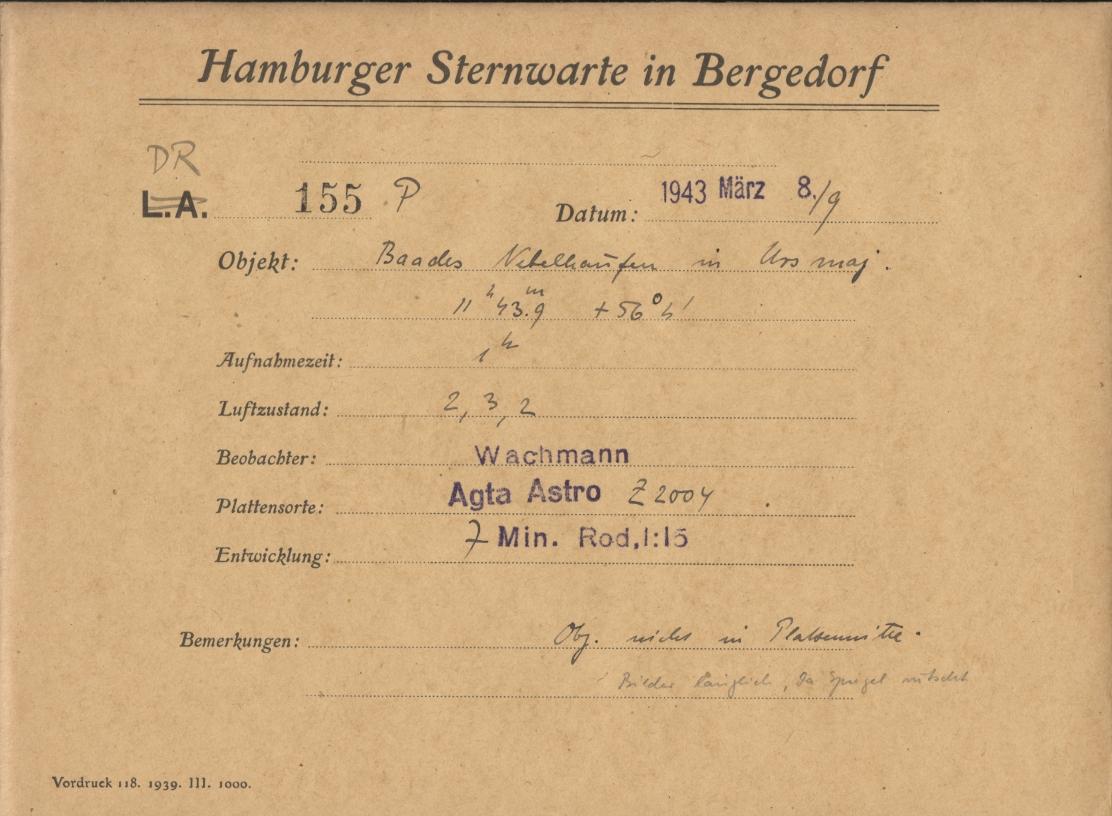 Hamburger Sternwarte in Bergedorf
DR
L.A. 155 P Datum: 1943 März 8./9
Objekt: Baades Nebelhaufen in Urs maj.
11ʰ 43.ᵐ9 +56° 4'
Aufnahmezeit: 1ʰ
Luftzustand: 2, 3, 2
Beobachter: Wachmann
Plattensorte: Agfa Astro Z 2004
Entwicklung: 7 Min. Rod. 1:15
Bemerkungen: Obj. nicht in Plattenmitte.
Bilder länglich, da Spiegel rutscht
Vordruck 118. 1939. III. 1000.